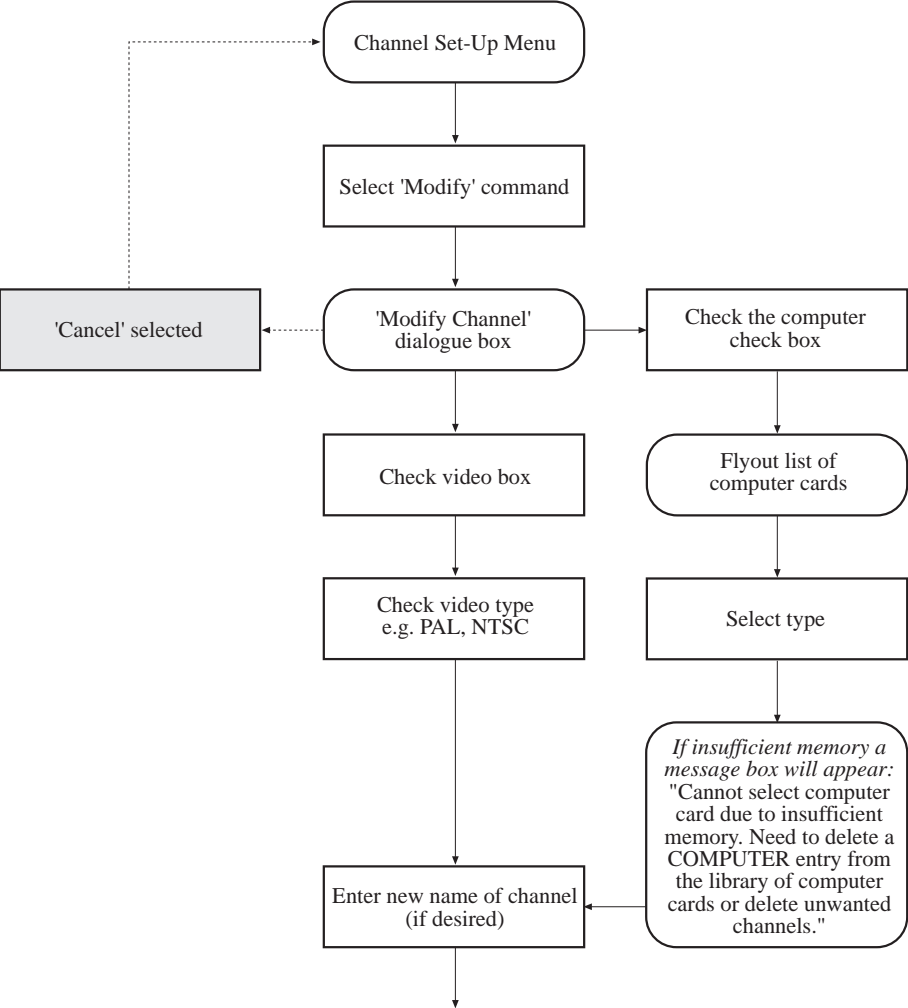 Channel Set-Up Menu
Select 'Modify' command
'Cancel' selected
'Modify Channel'
dialogue box
Check the computer
check box
Check video box
Flyout list of
computer cards
Check video type
e.g. PAL, NTSC
Select type
If insufficient memory a
message box will appear:
"Cannot select computer
card due to insufficient
memory. Need to delete a
COMPUTER entry from
the library of computer
cards or delete unwanted
channels."
Enter new name of channel
(if desired)